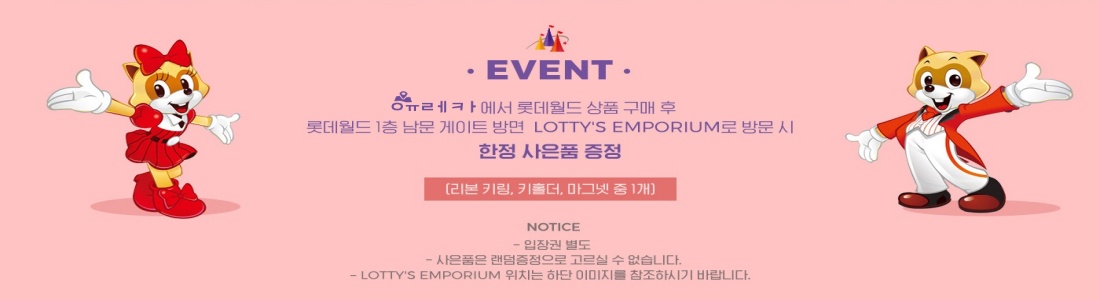 · EVENT ·
유레카에서 롯데월드 상품 구매 후
롯데월드 1층 남문 게이트 방면 LOTTY'S EMPORIUM로 방문 시
한정 사은품 증정
(리본 키링, 키홀더, 마그넷 중 1개)
NOTICE
- 입장권 별도
- 사은품은 랜덤증정으로 고르실 수 없습니다.
- LOTTY'S EMPORIUM 위치는 하단 이미지를 참조하시기 바랍니다.